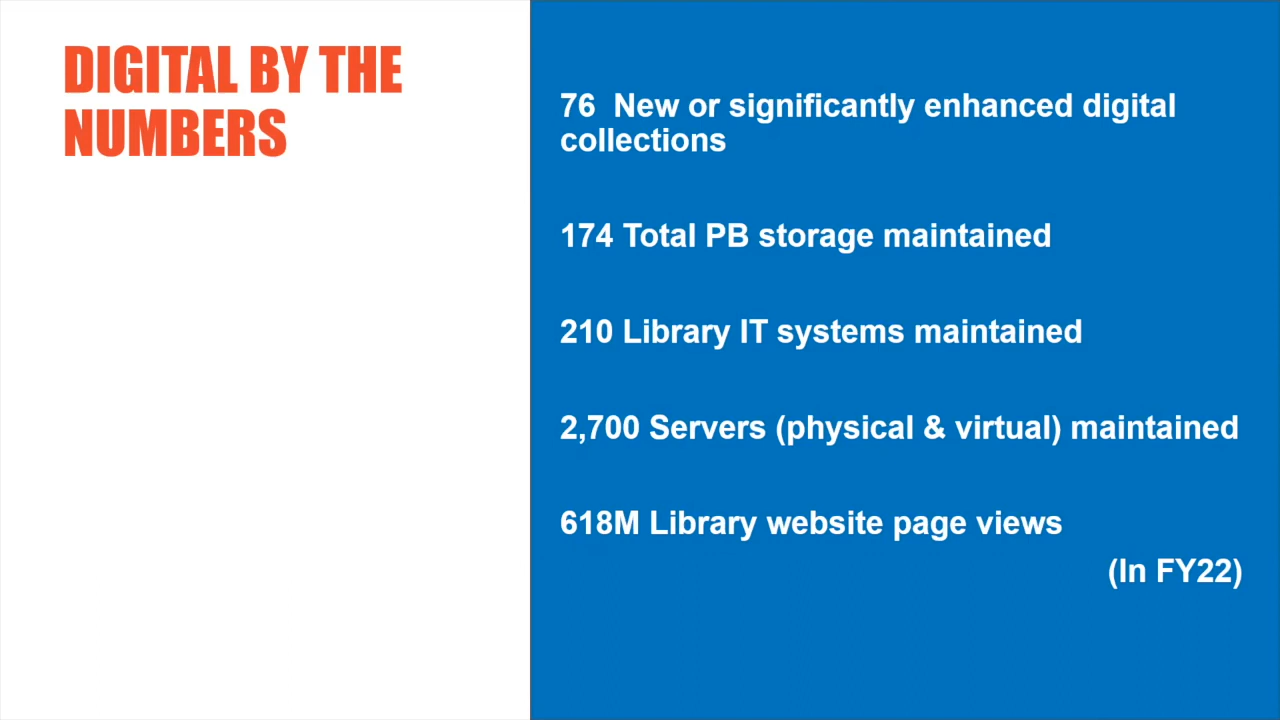 DIGITAL BY THE
NUMBERS
76  New or significantly enhanced digital
collections
174 Total PB storage maintained
210 Library IT systems maintained
2,700 Servers (physical & virtual) maintained
618M Library website page views
(In FY22)